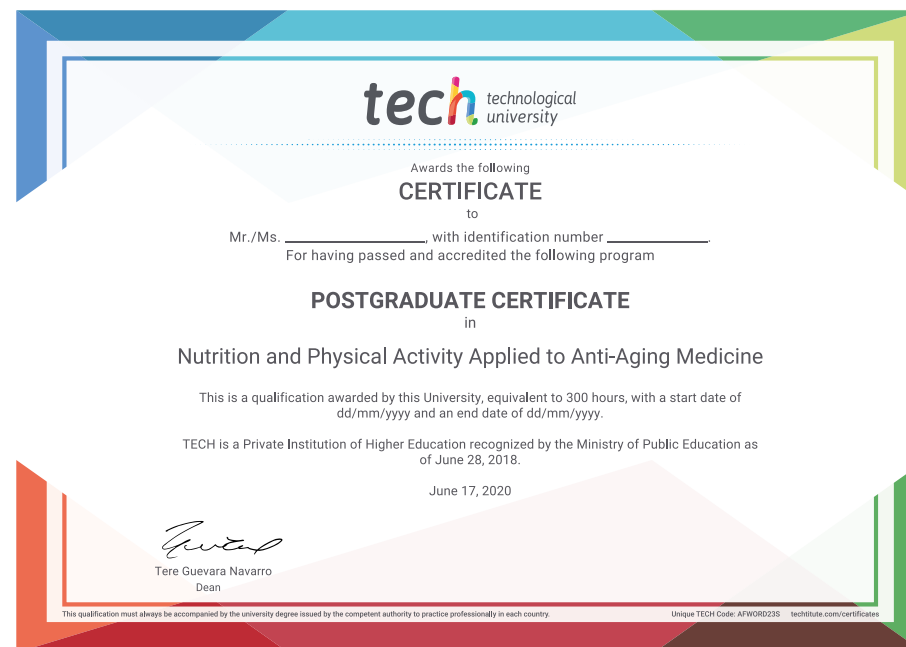 tech technological
university
Awards the following
CERTIFICATE
to
Mr./Ms. ____________________, with identification number ______________.
For having passed and accredited the following program
POSTGRADUATE CERTIFICATE
in
Nutrition and Physical Activity Applied to Anti-Aging Medicine
This is a qualification awarded by this University, equivalent to 300 hours, with a start date of
dd/mm/yyyy and an end date of dd/mm/yyyy.
TECH is a Private Institution of Higher Education recognized by the Ministry of Public Education as
of June 28, 2018.
June 17, 2020
Tere Guevara Navarro
Dean
This qualification must always be accompanied by the university degree issued by the competent authority to practice professionally in each country. Unique TECH Code: AFWORD23S techtitute.com/certificates